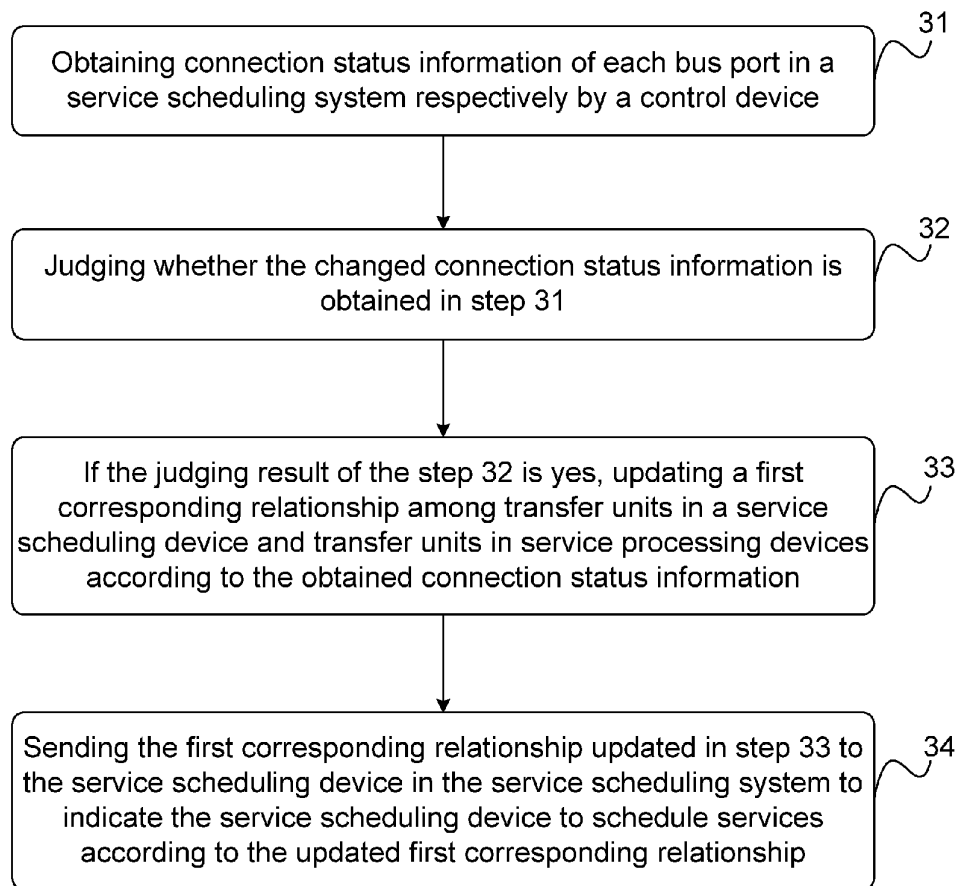 31
Obtaining connection status information of each bus port in a
service scheduling system respectively by a control device
32
Judging whether the changed connection status information is
obtained in step 31
33
If the judging result of the step 32 is yes, updating a first
corresponding relationship among transfer units in a service
scheduling device and transfer units in service processing devices
according to the obtained connection status information
34
Sending the first corresponding relationship updated in step 33 to
the service scheduling device in the service scheduling system to
indicate the service scheduling device to schedule services
according to the updated first corresponding relationship